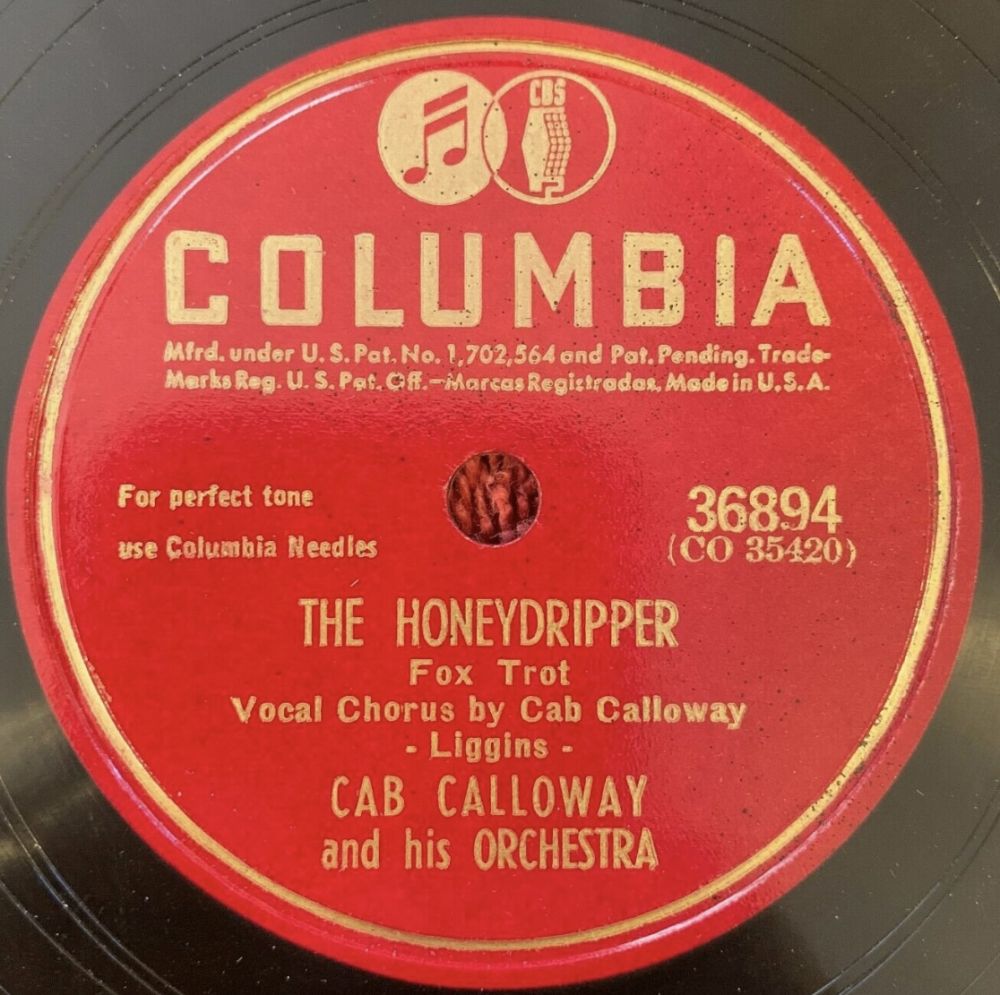 CBS
COLUMBIA
Mfrd. under U. S. Pat. No. 1,702,564 and Pat. Pending. Trade-
Marks Reg. U. S. Pat. Off.—Marcas Registradas. Made in U.S.A.
For perfect tone
use Columbia Needles
36894
(CO 35420)
THE HONEYDRIPPER
Fox Trot
Vocal Chorus by Cab Calloway
- Liggins -
CAB CALLOWAY
and his ORCHESTRA